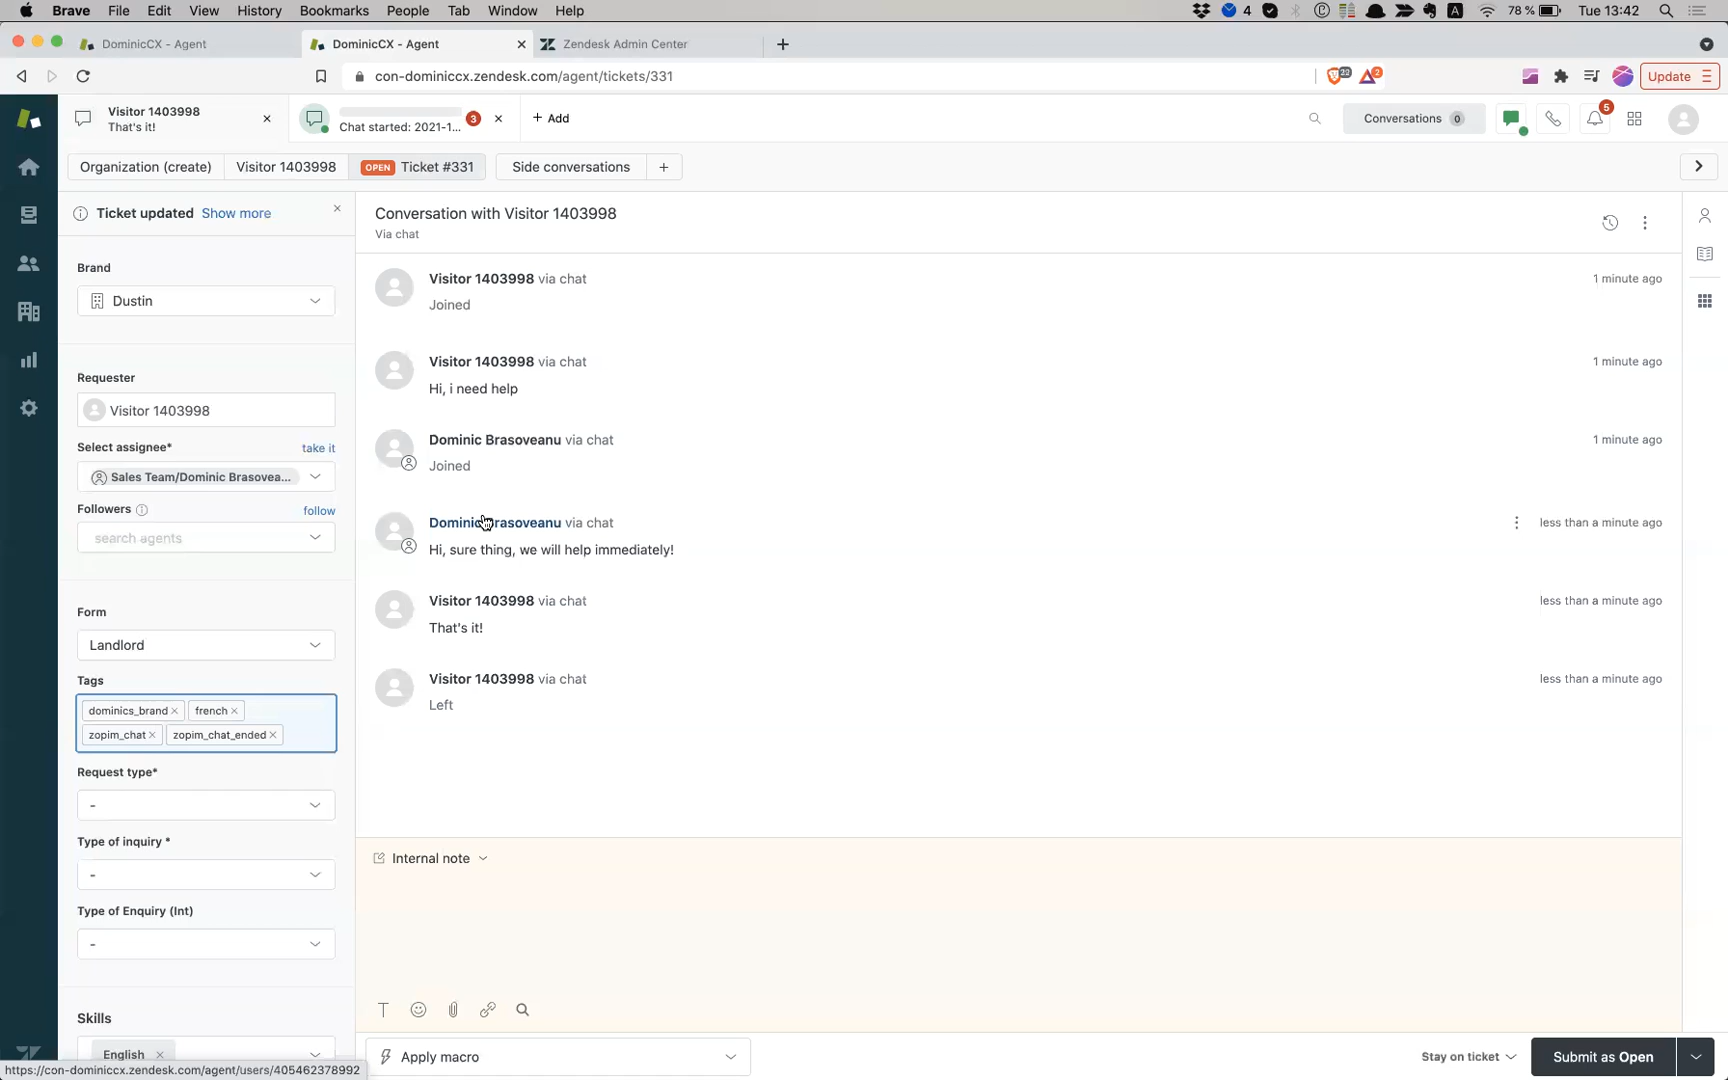 Brave File Edit View History Bookmarks People Tab Window Help 4 A 78 % Tue 13:42
DominicCX - Agent DominicCX - Agent Zendesk Admin Center
con-dominiccx.zendesk.com/agent/tickets/331 22 2 Update
Visitor 1403998
That's it!
Chat started: 2021-1... 3
+ Add
Conversations 0
5
Organization (create) Visitor 1403998 OPEN Ticket #331 Side conversations +
Ticket updated Show more
Brand
Dustin
Requester
Visitor 1403998
Select assignee* take it
Sales Team/Dominic Brasovea...
Followers follow
search agents
Form
Landlord
Tags
dominics_brand french
zopim_chat zopim_chat_ended
Request type*
-
Type of inquiry *
-
Type of Enquiry (Int)
-
Skills
English
https://con-dominiccx.zendesk.com/agent/users/405462378992
Conversation with Visitor 1403998
Via chat
Visitor 1403998 via chat 1 minute ago
Joined
Visitor 1403998 via chat 1 minute ago
Hi, i need help
Dominic Brasoveanu via chat 1 minute ago
Joined
Dominic Brasoveanu via chat less than a minute ago
Hi, sure thing, we will help immediately!
Visitor 1403998 via chat less than a minute ago
That's it!
Visitor 1403998 via chat less than a minute ago
Left
Internal note
T
Apply macro
Stay on ticket Submit as Open